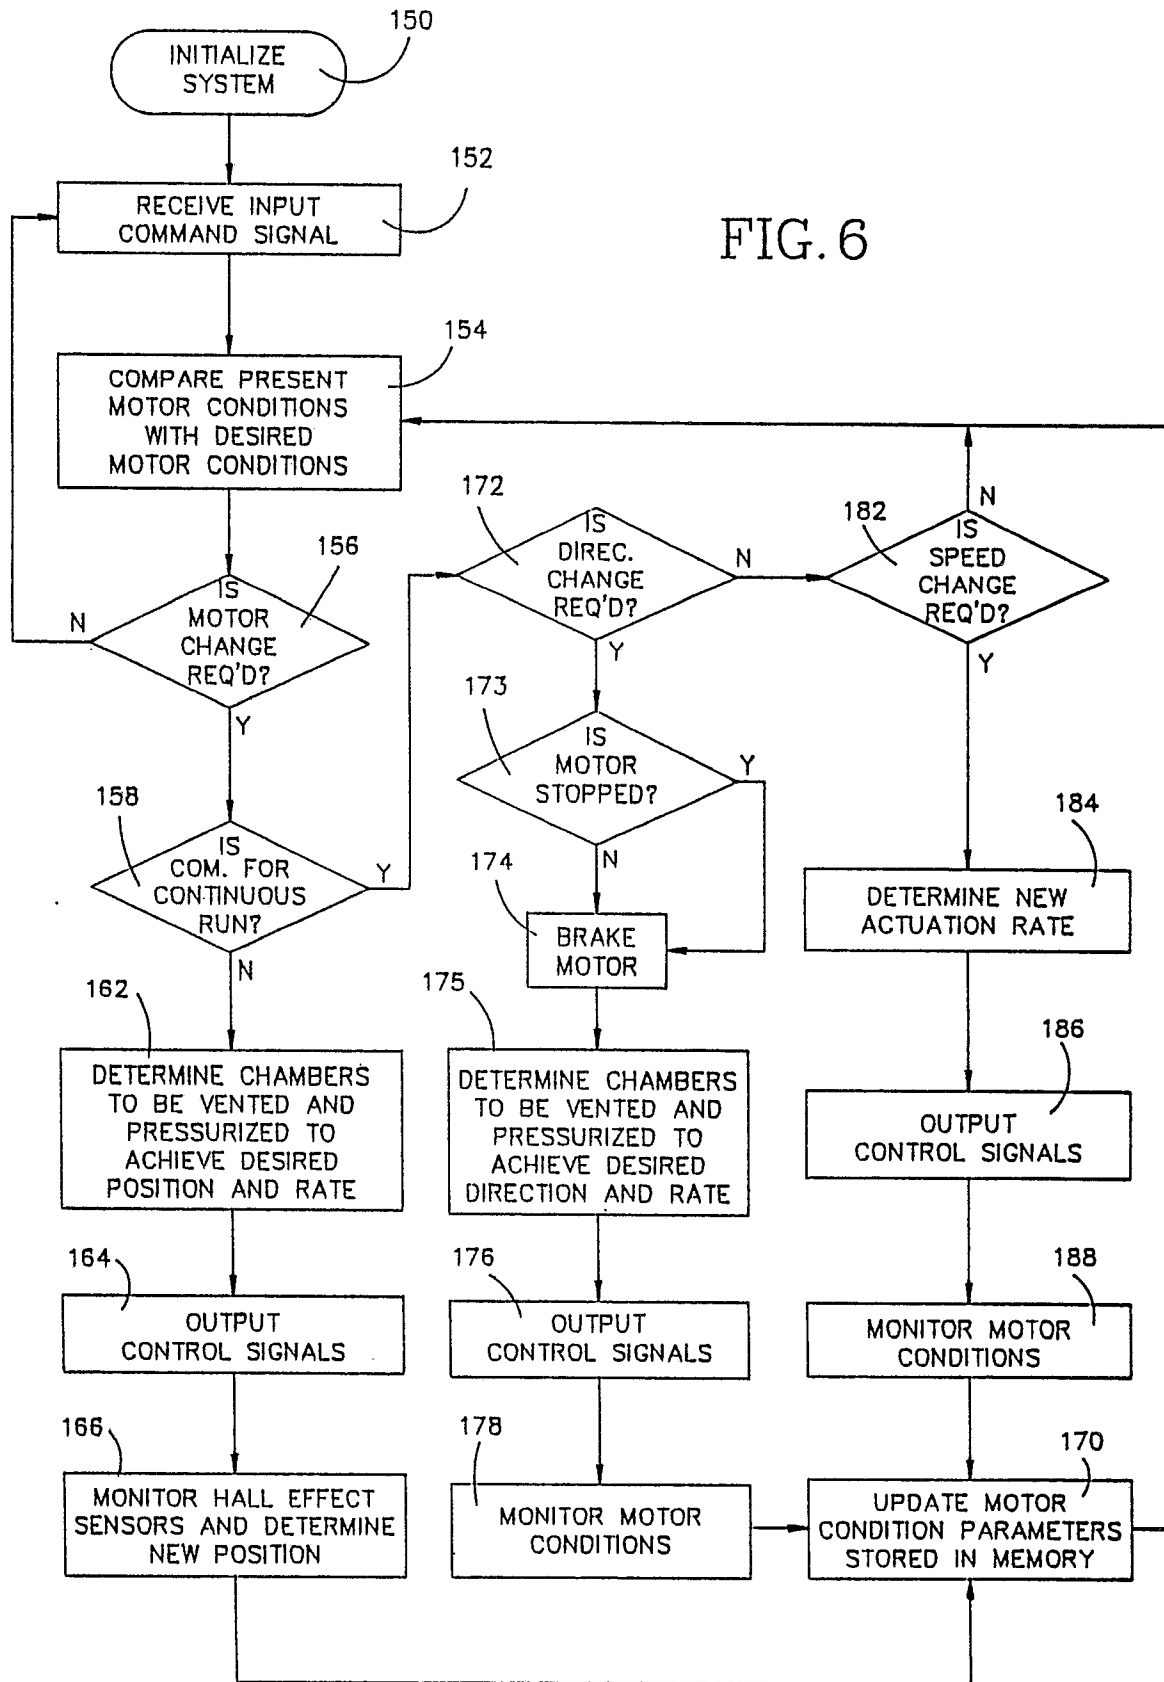 150
INITIALIZE
SYSTEM
152
RECEIVE INPUT
COMMAND SIGNAL
FIG. 6
154
COMPARE PRESENT
MOTOR CONDITIONS
WITH DESIRED
MOTOR CONDITIONS
156
IS
MOTOR
CHANGE
REQ'D?
N
Y
158
IS
COM. FOR
CONTINUOUS
RUN?
Y
N
162
DETERMINE CHAMBERS
TO BE VENTED AND
PRESSURIZED TO
ACHIEVE DESIRED
POSITION AND RATE
164
OUTPUT
CONTROL SIGNALS
166
MONITOR HALL EFFECT
SENSORS AND DETERMINE
NEW POSITION
172
IS
DIREC.
CHANGE
REQ'D?
N
Y
173
IS
MOTOR
STOPPED?
Y
N
174
BRAKE
MOTOR
175
DETERMINE CHAMBERS
TO BE VENTED AND
PRESSURIZED TO
ACHIEVE DESIRED
DIRECTION AND RATE
176
OUTPUT
CONTROL SIGNALS
178
MONITOR MOTOR
CONDITIONS
182
N
IS
SPEED
CHANGE
REQ'D?
Y
184
DETERMINE NEW
ACTUATION RATE
186
OUTPUT
CONTROL SIGNALS
188
MONITOR MOTOR
CONDITIONS
170
UPDATE MOTOR
CONDITION PARAMETERS
STORED IN MEMORY